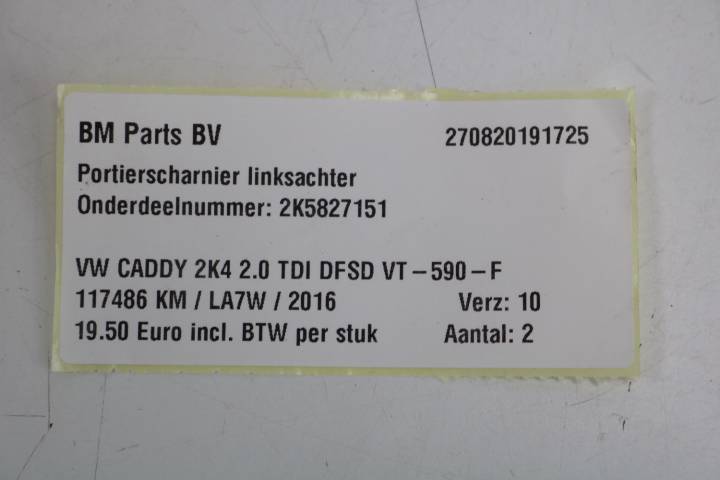 BM Parts BV 270820191725
Portierscharnier linksachter
Onderdeelnummer: 2K5827151
VW CADDY 2K4 2.0 TDI DFSD VT-590-F
117486 KM / LA7W / 2016 Verz: 10
19.50 Euro incl. BTW per stuk Aantal: 2